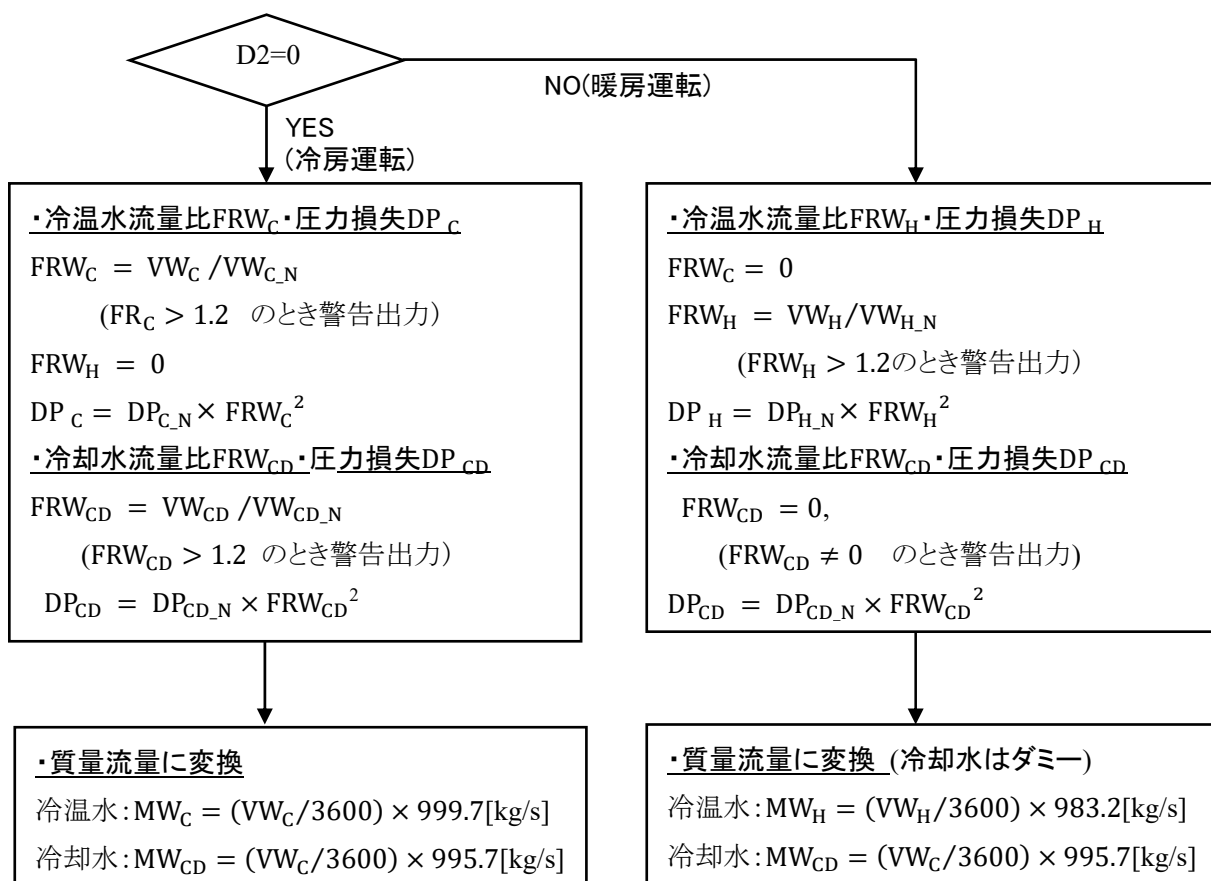 D2=0
NO(暖房運転)
YES
(冷房運転)
・冷温水流量比FRW_C・圧力損失DP_C
FRW_C = VW_C /VW_C_N
(FR_C > 1.2 のとき警告出力)
FRW_H = 0
DP_C = DP_C_N × FRW_C²
・冷却水流量比FRW_CD・圧力損失DP_CD
FRW_CD = VW_CD /VW_CD_N
(FRW_CD > 1.2 のとき警告出力)
DP_CD = DP_CD_N × FRW_CD²
・質量流量に変換
冷温水:MW_C = (VW_C/3600) × 999.7[kg/s]
冷却水:MW_CD = (VW_C/3600) × 995.7[kg/s]
・冷温水流量比FRW_H・圧力損失DP_H
FRW_C = 0
FRW_H = VW_H/VW_H_N
(FRW_H > 1.2のとき警告出力)
DP_H = DP_H_N × FRW_H²
・冷却水流量比FRW_CD・圧力損失DP_CD
FRW_CD = 0,
(FRW_CD ≠ 0 のとき警告出力)
DP_CD = DP_CD_N × FRW_CD²
・質量流量に変換 (冷却水はダミー)
冷温水:MW_H = (VW_H/3600) × 983.2[kg/s]
冷却水:MW_CD = (VW_C/3600) × 995.7[kg/s]